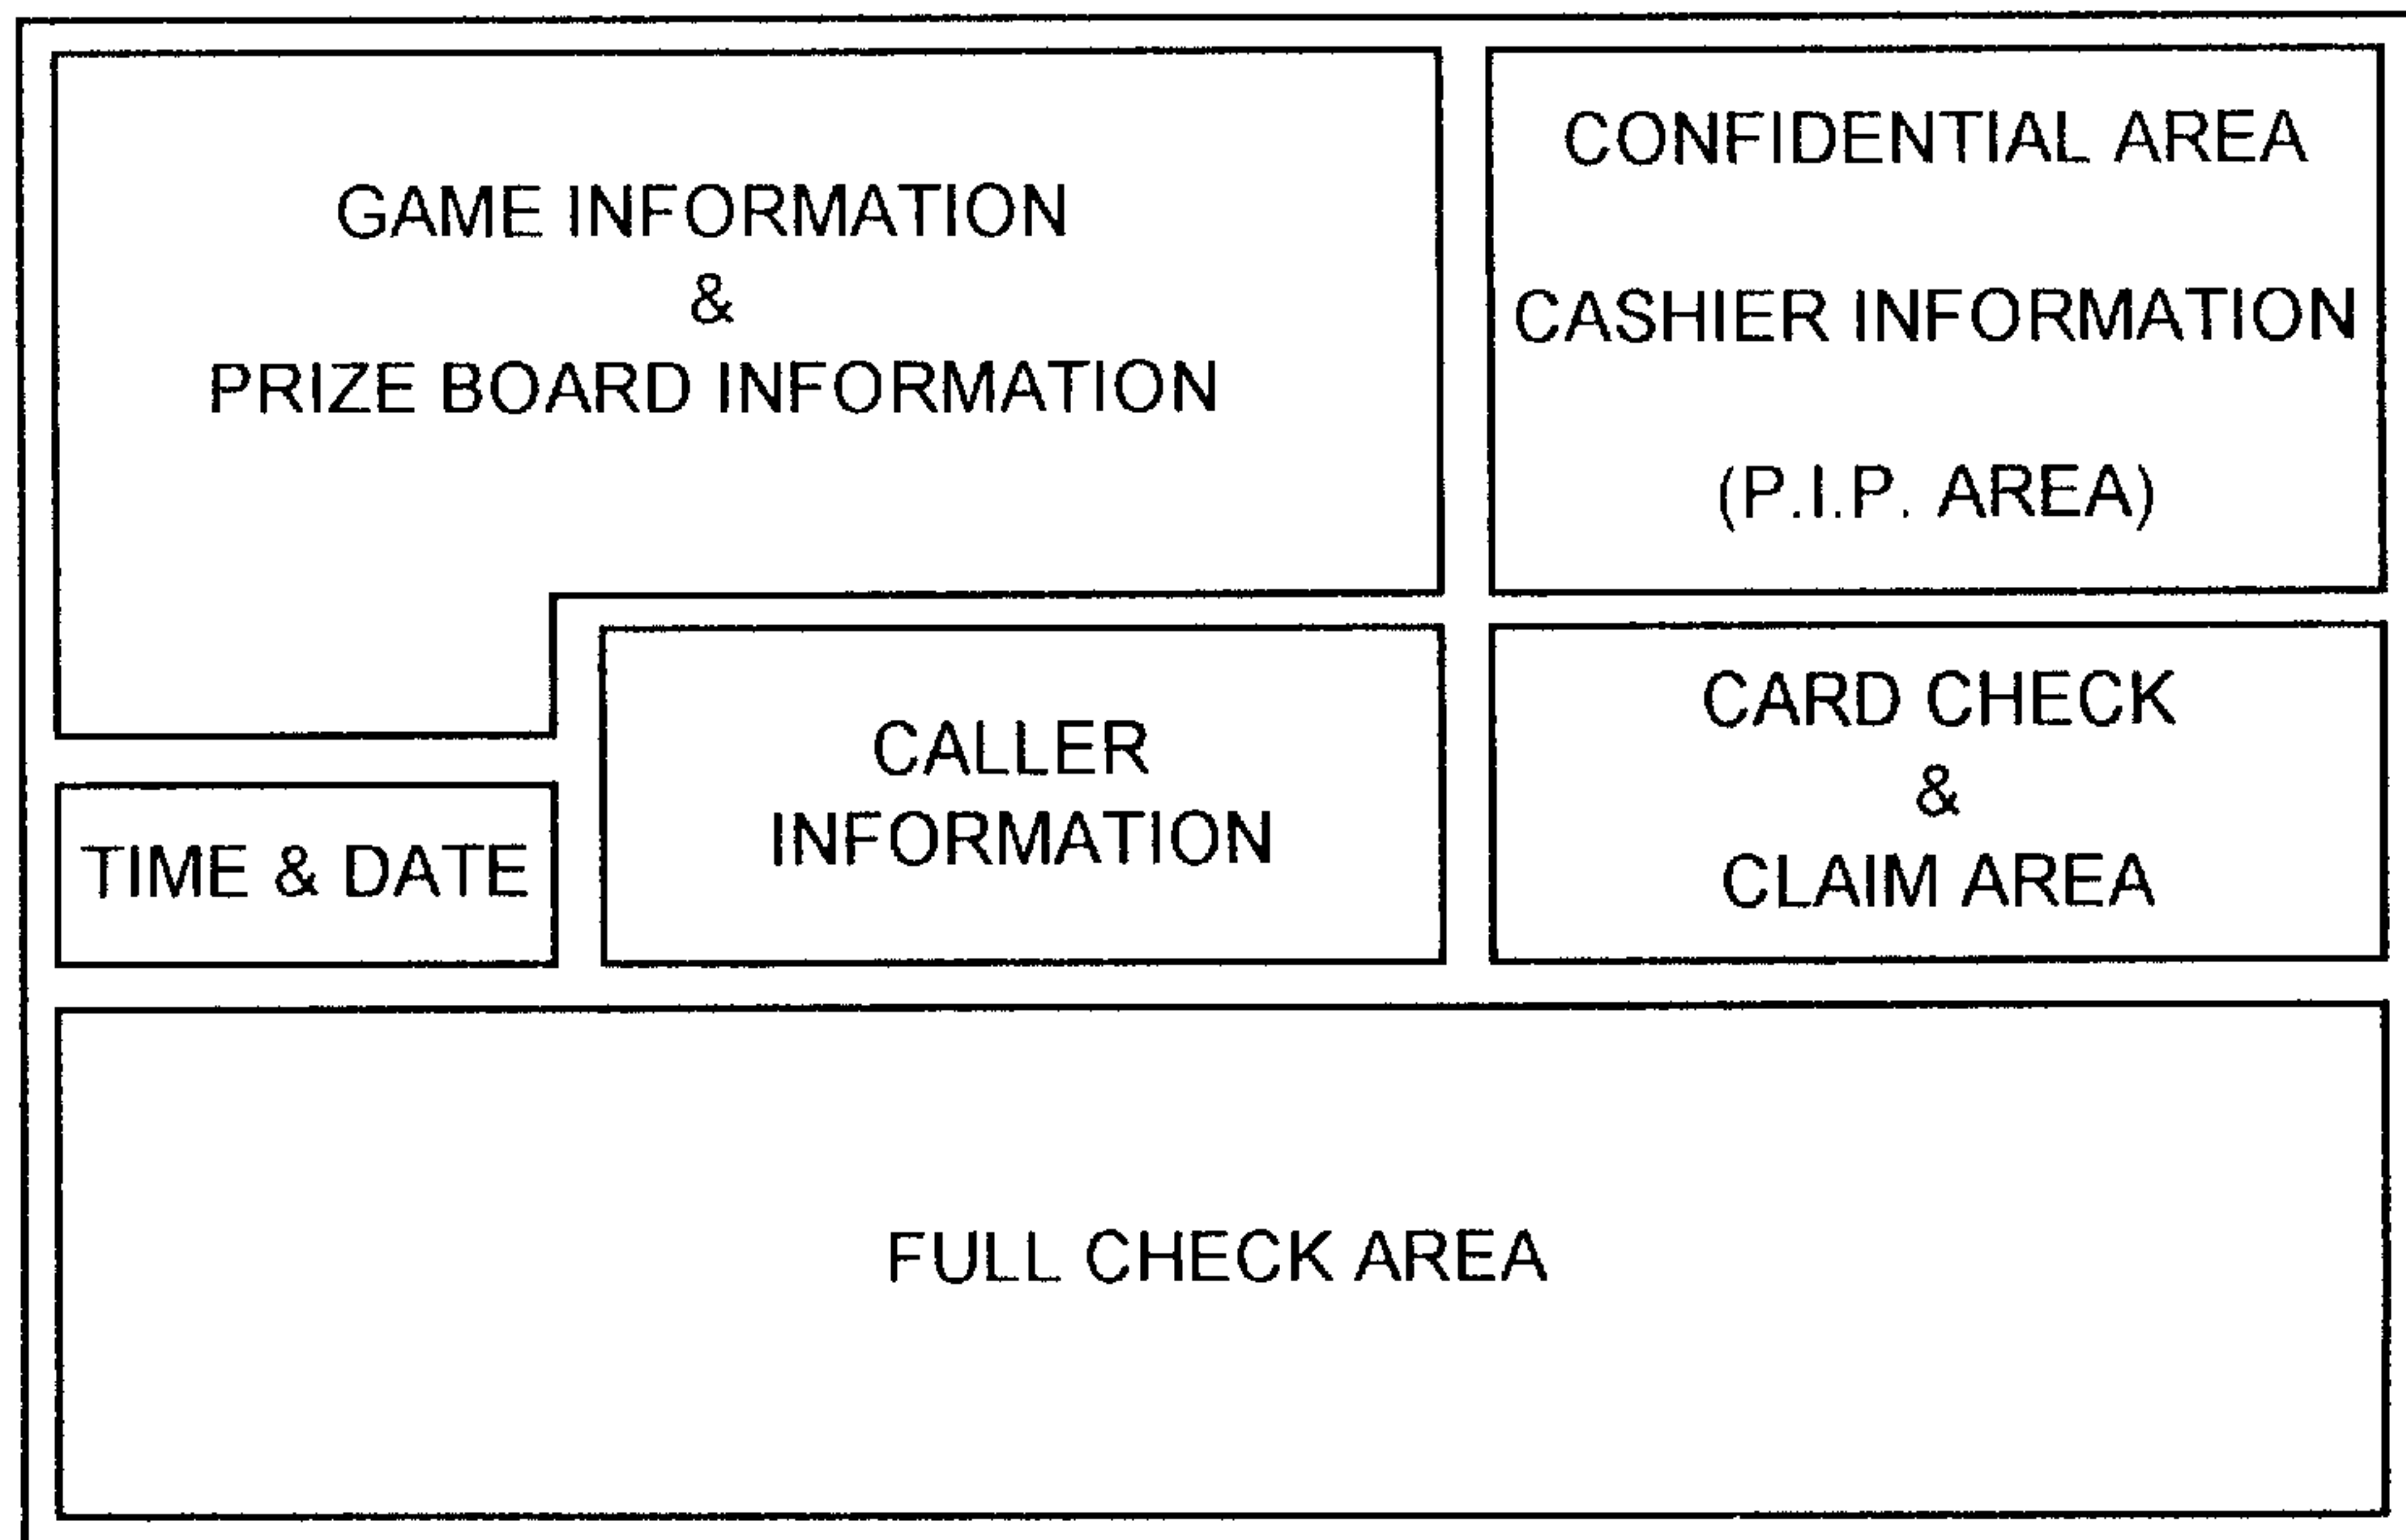 GAME INFORMATION
&
PRIZE BOARD INFORMATION
CONFIDENTIAL AREA
CASHIER INFORMATION
(P.I.P. AREA)
TIME & DATE
CALLER
INFORMATION
CARD CHECK
&
CLAIM AREA
FULL CHECK AREA